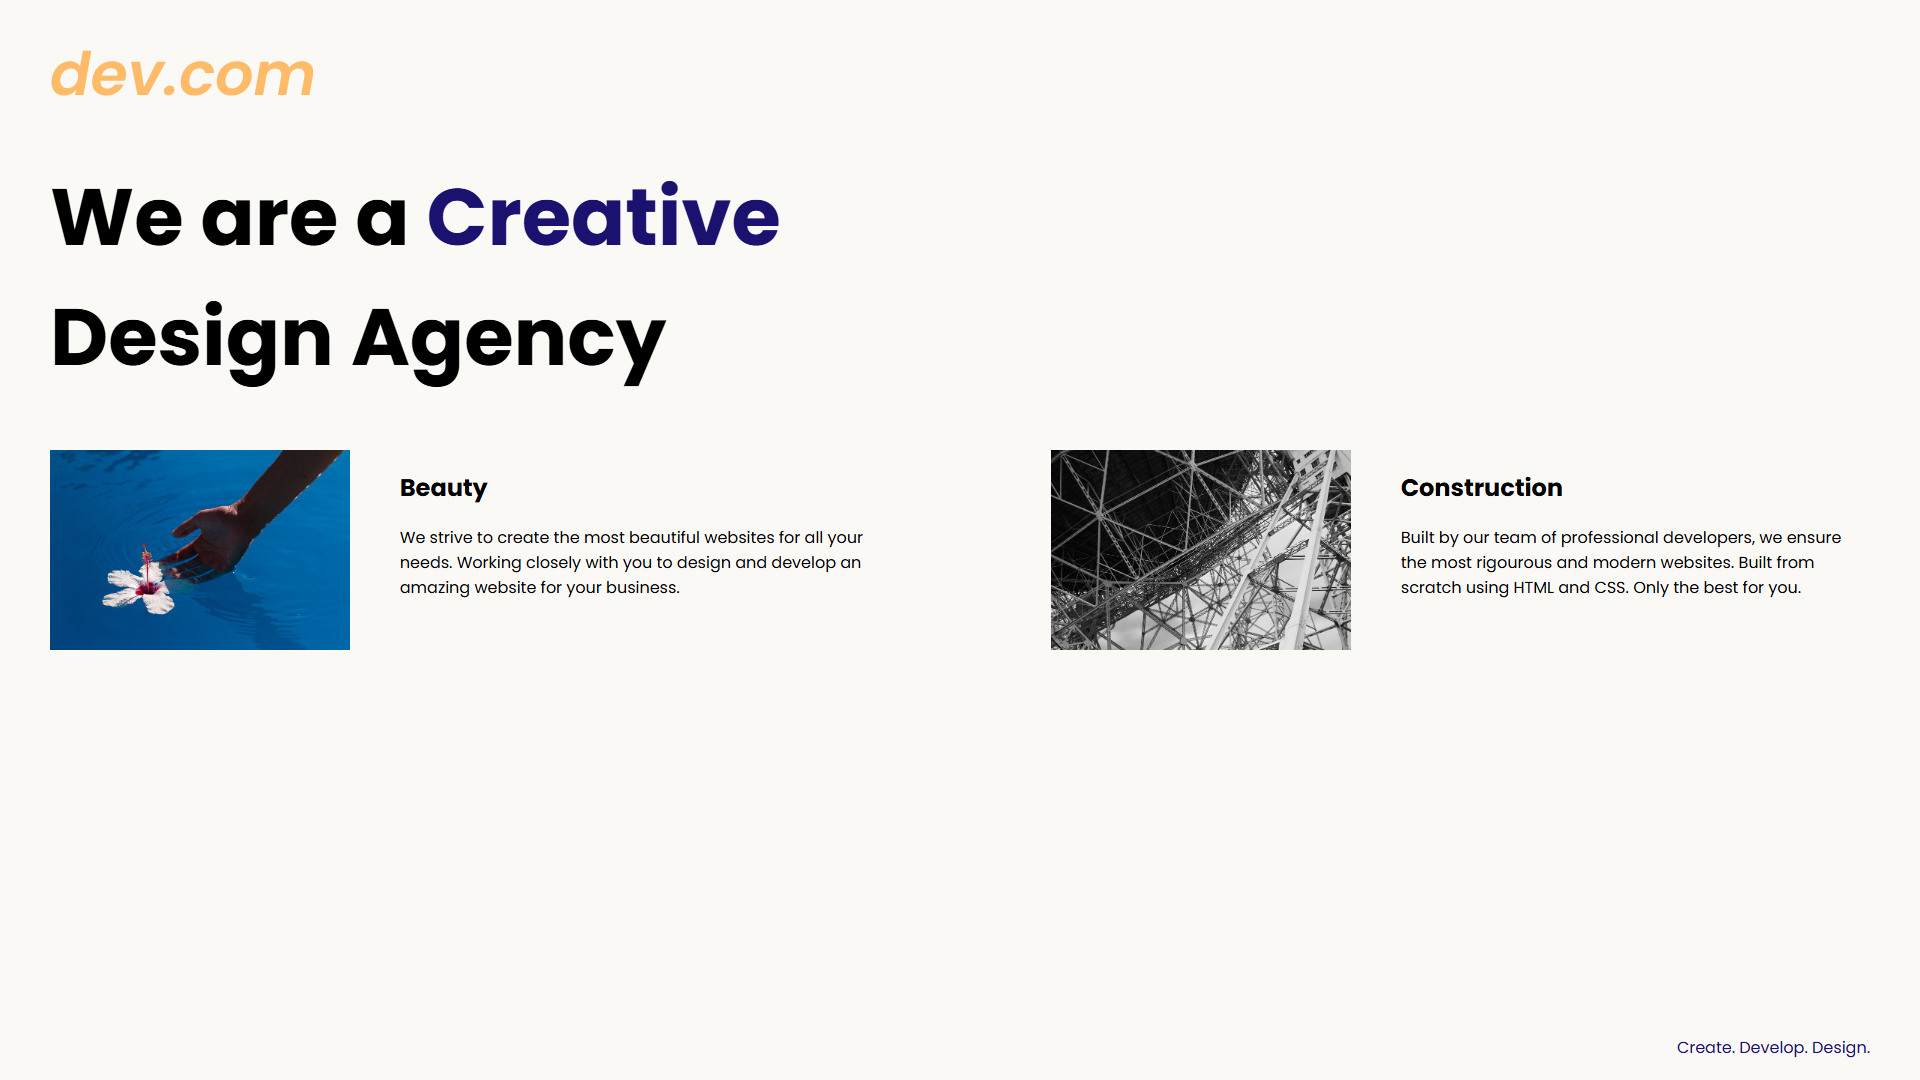 dev.com
We are a Creative
Design Agency
Beauty
We strive to create the most beautiful websites for all your
needs. Working closely with you to design and develop an
amazing website for your business.
Construction
Built by our team of professional developers, we ensure
the most rigourous and modern websites. Built from
scratch using HTML and CSS. Only the best for you.
Create. Develop. Design.